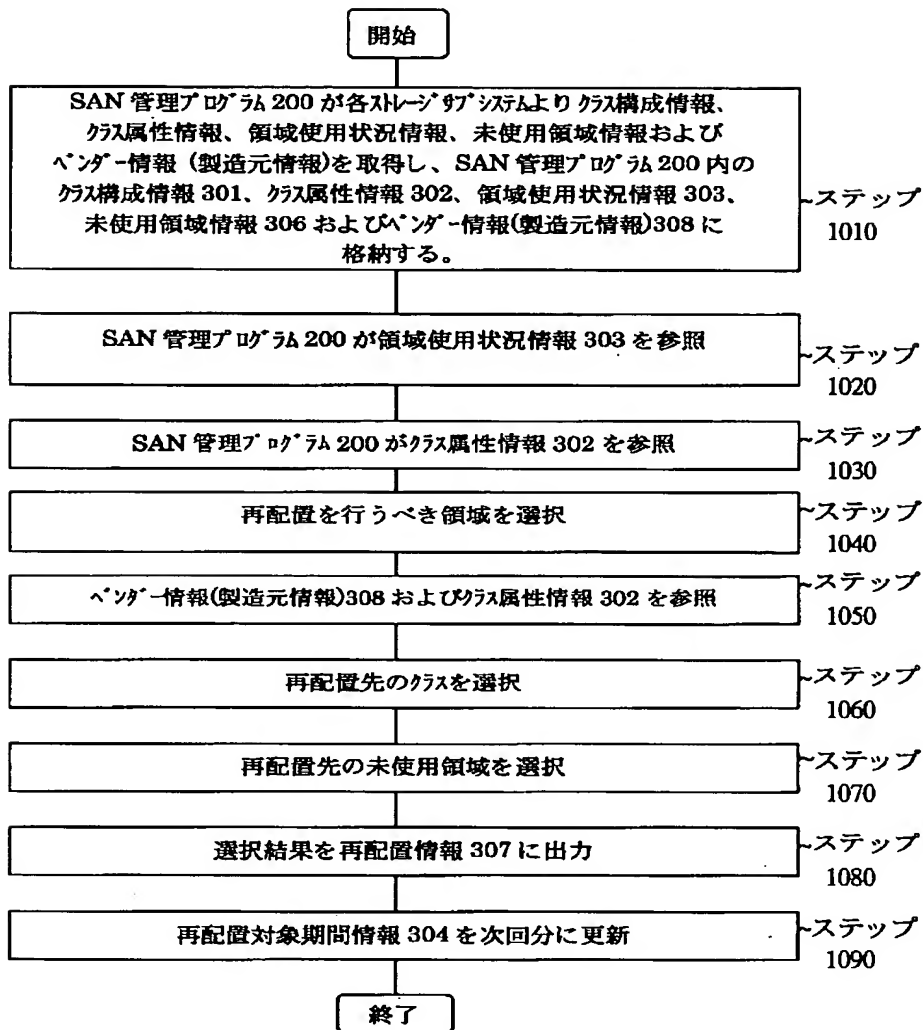 開始
SAN 管理プログラム 200 が各ストレージサブシステムより クラス構成情報、
クラス属性情報、領域使用状況情報、未使用領域情報および
ベンダー情報 (製造元情報)を取得し、SAN 管理プログラム 200 内の
クラス構成情報 301、クラス属性情報 302、領域使用状況情報 303、
未使用領域情報 306 およびベンダー情報(製造元情報)308 に
格納する。
~ステップ
1010
SAN 管理プログラム 200 が領域使用状況情報 303 を参照
~ステップ
1020
SAN 管理プログラム 200 がクラス属性情報 302 を参照
~ステップ
1030
再配置を行うべき領域を選択
~ステップ
1040
ベンダー情報(製造元情報)308 およびクラス属性情報 302 を参照
~ステップ
1050
再配置先のクラスを選択
~ステップ
1060
再配置先の未使用領域を選択
~ステップ
1070
選択結果を再配置情報 307 に出力
~ステップ
1080
再配置対象期間情報 304 を次回分に更新
~ステップ
1090
終了